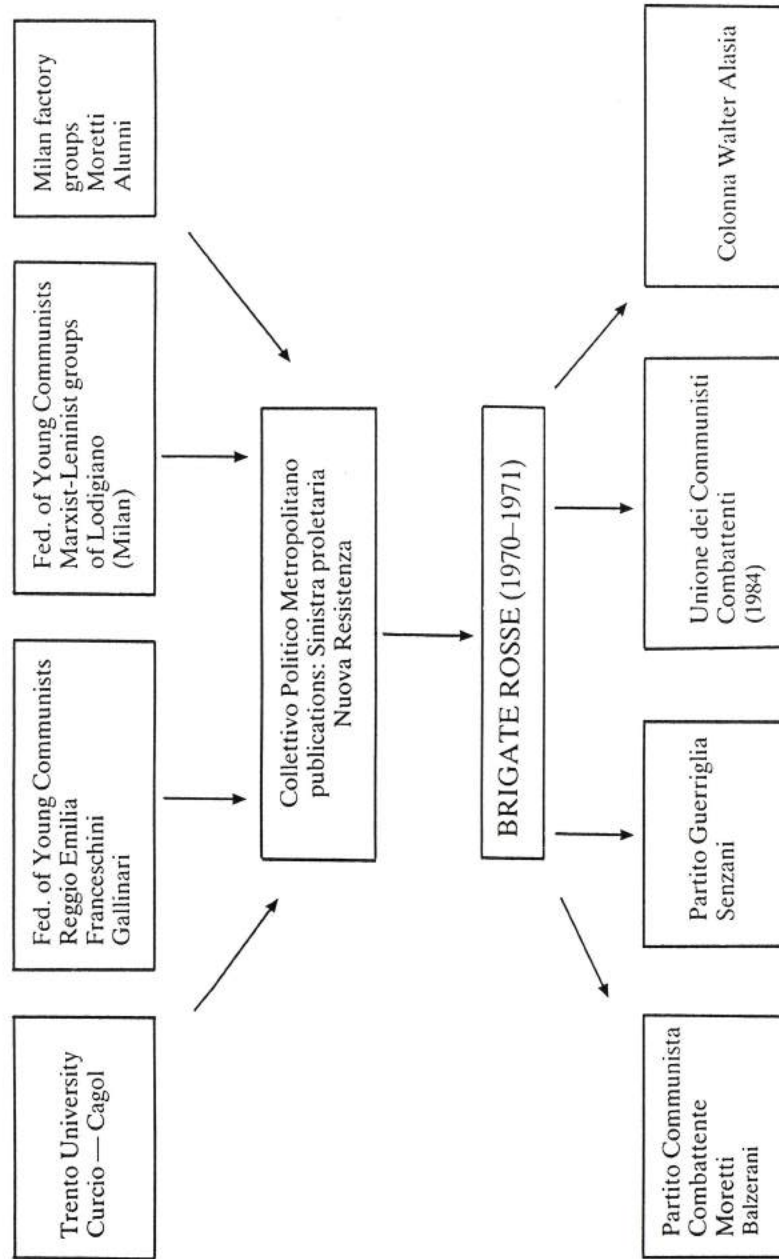 Trento University
Curcio — Cagol
Fed. of Young Communists
Reggio Emilia
Franceschini
Gallinari
Fed. of Young Communists
Marxist-Leninist groups
of Lodigiano
(Milan)
Milan factory
groups
Moretti
Alunni
Collettivo Politico Metropolitano
publications: Sinistra proletaria
Nuova Resistenza
BRIGATE ROSSE (1970–1971)
Partito Communista
Combattente
Moretti
Balzerani
Partito Guerriglia
Senzani
Unione dei Communisti
Combattenti
(1984)
Colonna Walter Alasia